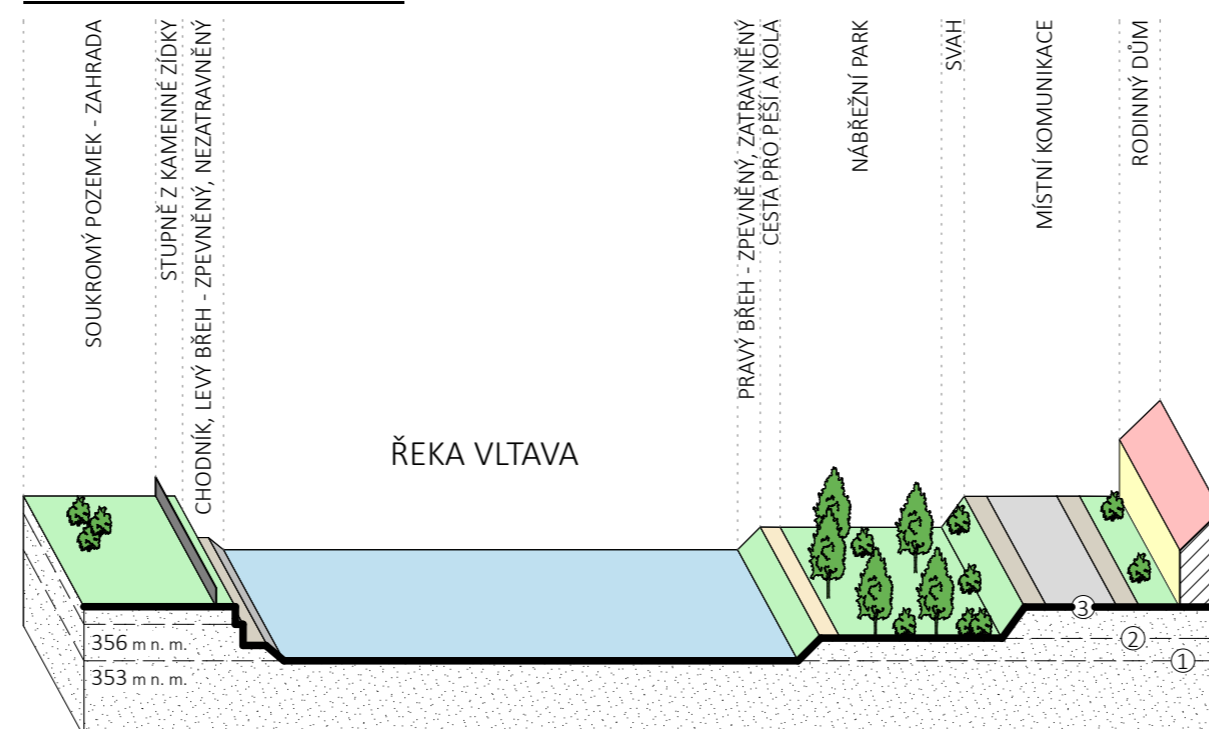 SOUKROMÝ POZEMEK - ZAHRADA
STUPNĚ Z KAMENNÉ ZÍDKY
CHODNÍK, LEVÝ BŘEH - ZPEVNĚNÝ, NEZATRAVNĚNÝ
PRAVÝ BŘEH - ZPEVNĚNÝ, ZATRAVNĚNÝ
CESTA PRO PĚŠÍ A KOLA
NÁBŘEŽNÍ PARK
SVAH
MÍSTNÍ KOMUNIKACE
RODINNÝ DŮM
ŘEKA VLTAVA
3
356 m n. m.
2
1
353 m n. m.